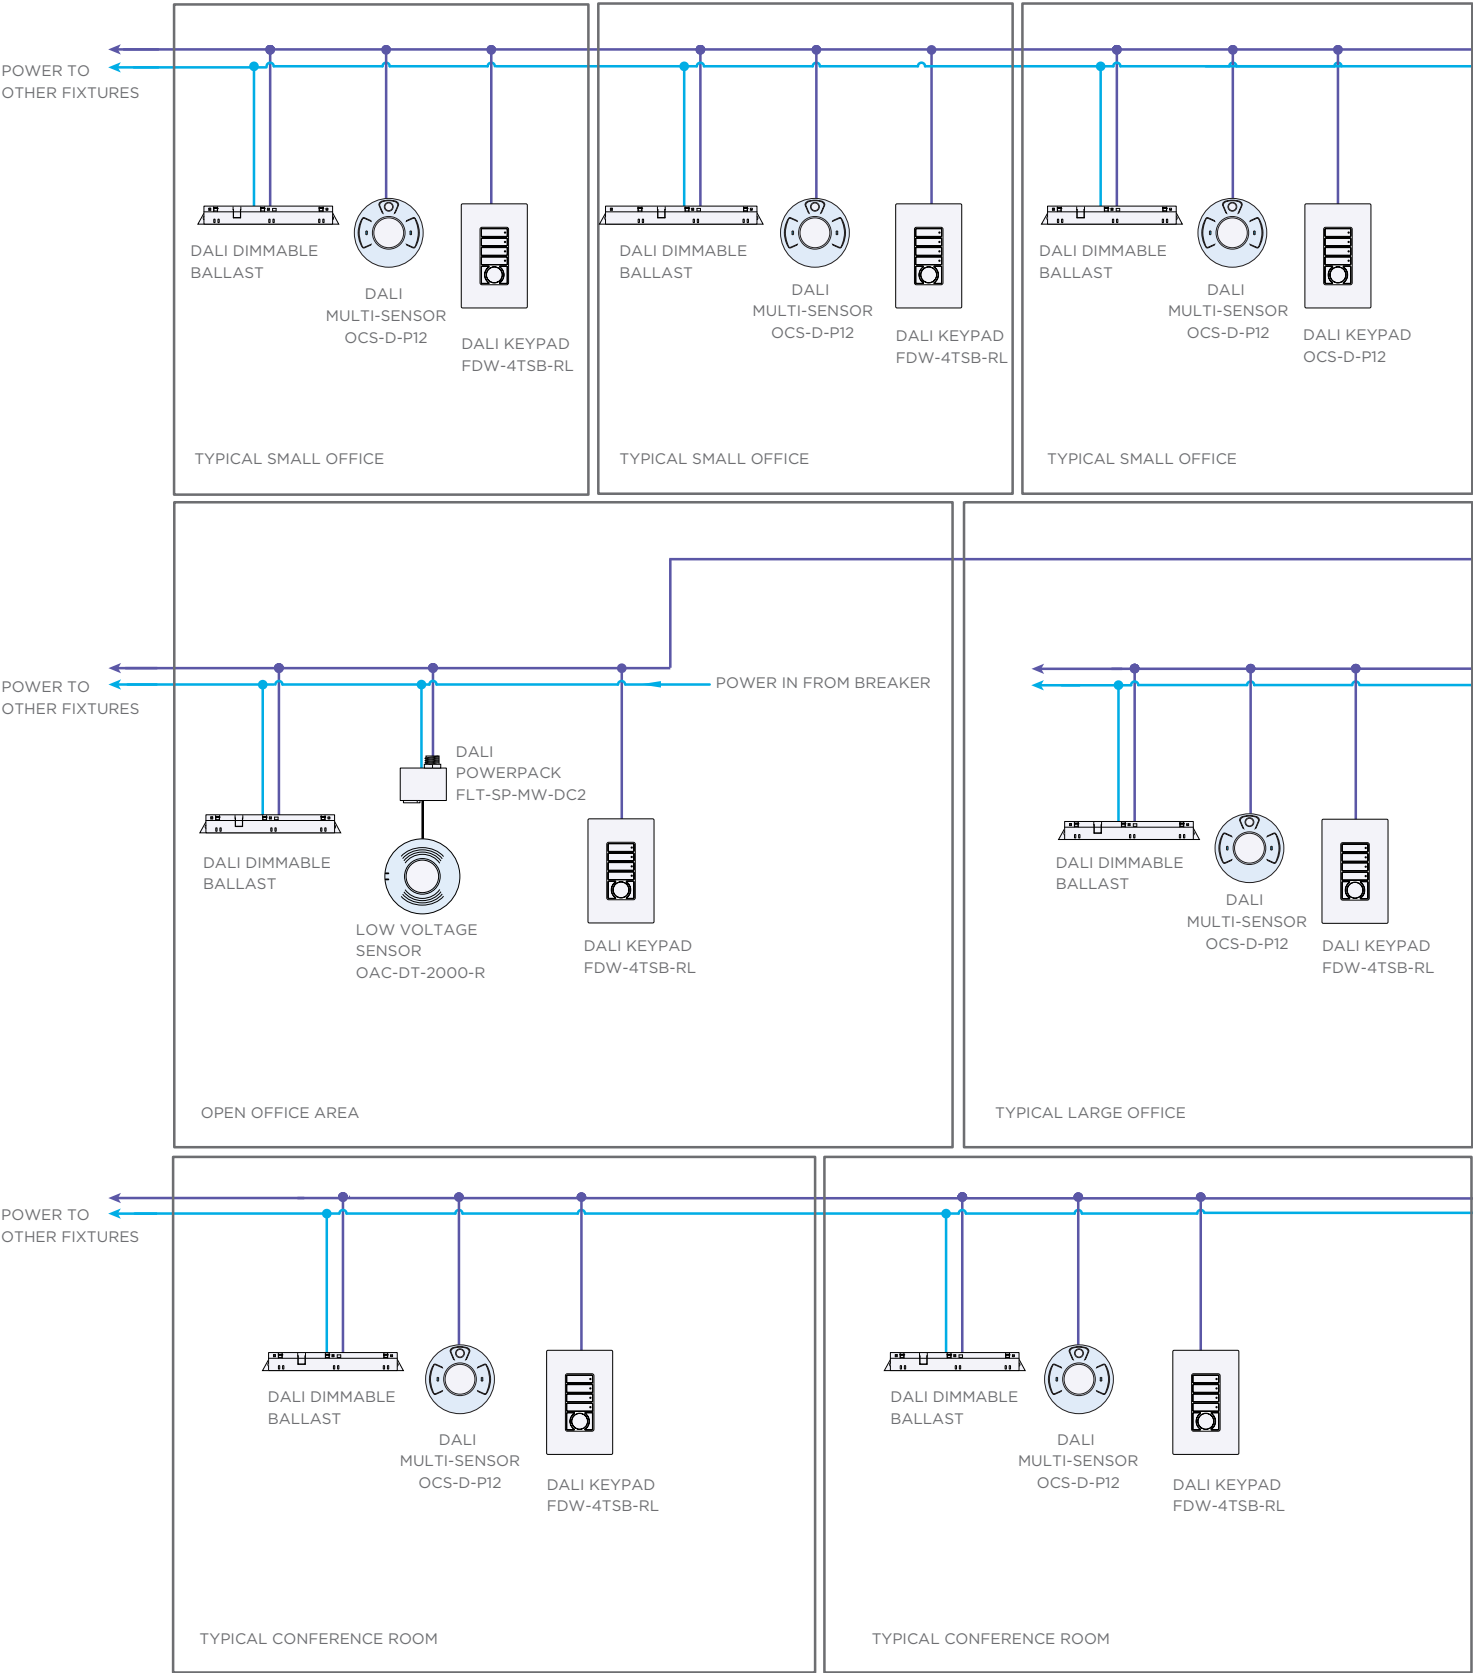 POWER TO
OTHER FIXTURES
DALI DIMMABLE
BALLAST
DALI
MULTI-SENSOR
OCS-D-P12
DALI KEYPAD
FDW-4TSB-RL
TYPICAL SMALL OFFICE
DALI DIMMABLE
BALLAST
DALI
MULTI-SENSOR
OCS-D-P12
DALI KEYPAD
FDW-4TSB-RL
TYPICAL SMALL OFFICE
DALI DIMMABLE
BALLAST
DALI
MULTI-SENSOR
OCS-D-P12
DALI KEYPAD
OCS-D-P12
TYPICAL SMALL OFFICE
POWER TO
OTHER FIXTURES
POWER IN FROM BREAKER
DALI
POWERPACK
FLT-SP-MW-DC2
DALI DIMMABLE
BALLAST
LOW VOLTAGE
SENSOR
OAC-DT-2000-R
DALI KEYPAD
FDW-4TSB-RL
OPEN OFFICE AREA
DALI DIMMABLE
BALLAST
DALI
MULTI-SENSOR
OCS-D-P12
DALI KEYPAD
FDW-4TSB-RL
TYPICAL LARGE OFFICE
POWER TO
OTHER FIXTURES
DALI DIMMABLE
BALLAST
DALI
MULTI-SENSOR
OCS-D-P12
DALI KEYPAD
FDW-4TSB-RL
TYPICAL CONFERENCE ROOM
DALI DIMMABLE
BALLAST
DALI
MULTI-SENSOR
OCS-D-P12
DALI KEYPAD
FDW-4TSB-RL
TYPICAL CONFERENCE ROOM